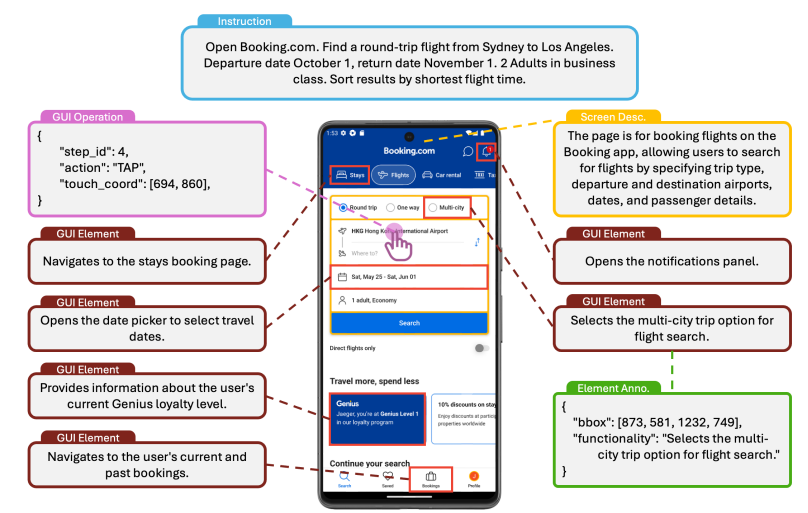 Instruction
Open Booking.com. Find a round-trip flight from Sydney to Los Angeles.
Departure date October 1, return date November 1. 2 Adults in business
class. Sort results by shortest flight time.
GUI Operation
{
"step_id": 4,
"action": "TAP",
"touch_coord": [694, 860],
}
GUI Element
Navigates to the stays booking page.
GUI Element
Opens the date picker to select travel
dates.
GUI Element
Provides information about the user's
current Genius loyalty level.
GUI Element
Navigates to the user's current and
past bookings.
1:53
Booking.com
Stays
Flights
Car rental
Ta
Round trip
One way
Multi-city
HKG Hong Kong International
Airport
Where to?
Sat, May 25 - Sat, Jun 01
1 adult, Economy
Search
Direct flights only
Travel more, spend less
Genius
Jaeger, you're at Genius Level 1
in our loyalty program
10% discounts on stay
Enjoy discounts at particip
properties worldwide
Continue your search
Search
Saved
Bookings
Profile
Screen Desc.
The page is for booking flights on the
Booking app, allowing users to search
for flights by specifying trip type,
departure and destination airports,
dates, and passenger details.
GUI Element
Opens the notifications panel.
GUI Element
Selects the multi-city trip option for
flight search.
Element Anno.
{
"bbox": [873, 581, 1232, 749],
"functionality": "Selects the multi-
city trip option for flight search."
}